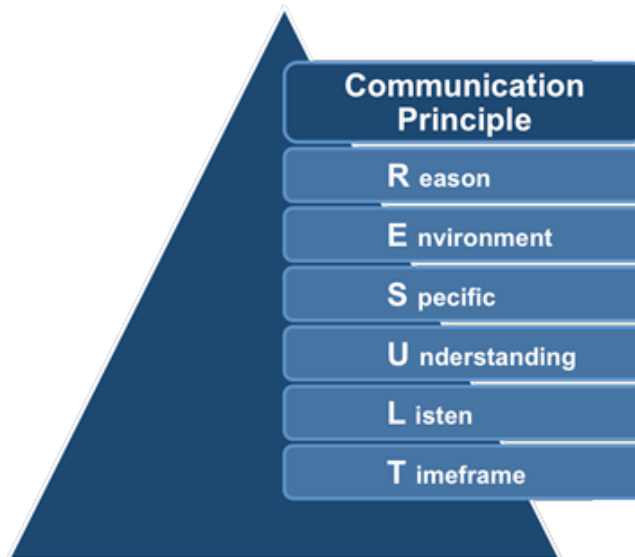 Communication
Principle
R eason
E nvironment
S pecific
U nderstanding
L isten
T imeframe